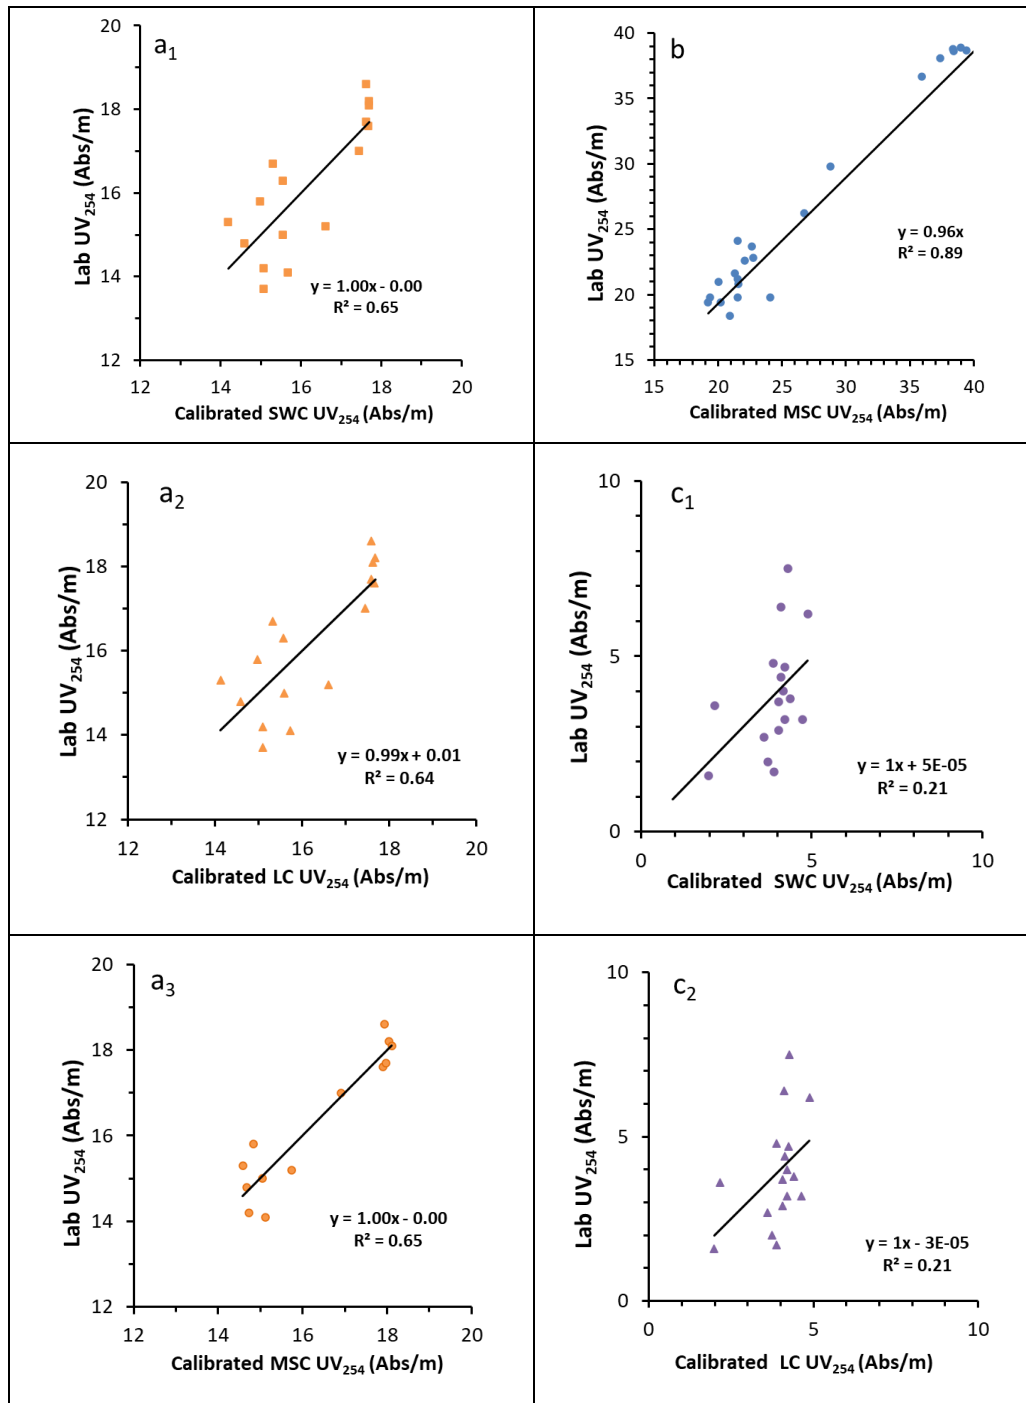 a1
20
18
16
14
12
Lab UV254 (Abs/m)
y = 1.00x - 0.00
R² = 0.65
12 14 16 18 20
Calibrated SWC UV254 (Abs/m)
b
40
35
30
25
20
15
Lab UV254 (Abs/m)
y = 0.96x
R² = 0.89
15 20 25 30 35 40
Calibrated MSC UV254 (Abs/m)
a2
20
18
16
14
12
Lab UV254 (Abs/m)
y = 0.99x + 0.01
R² = 0.64
12 14 16 18 20
Calibrated LC UV254 (Abs/m)
c1
10
5
0
Lab UV254 (Abs/m)
y = 1x + 5E-05
R² = 0.21
0 5 10
Calibrated SWC UV254 (Abs/m)
a3
20
18
16
14
12
Lab UV254 (Abs/m)
y = 1.00x - 0.00
R² = 0.65
12 14 16 18 20
Calibrated MSC UV254 (Abs/m)
c2
10
5
0
Lab UV254 (Abs/m)
y = 1x - 3E-05
R² = 0.21
0 5 10
Calibrated LC UV254 (Abs/m)